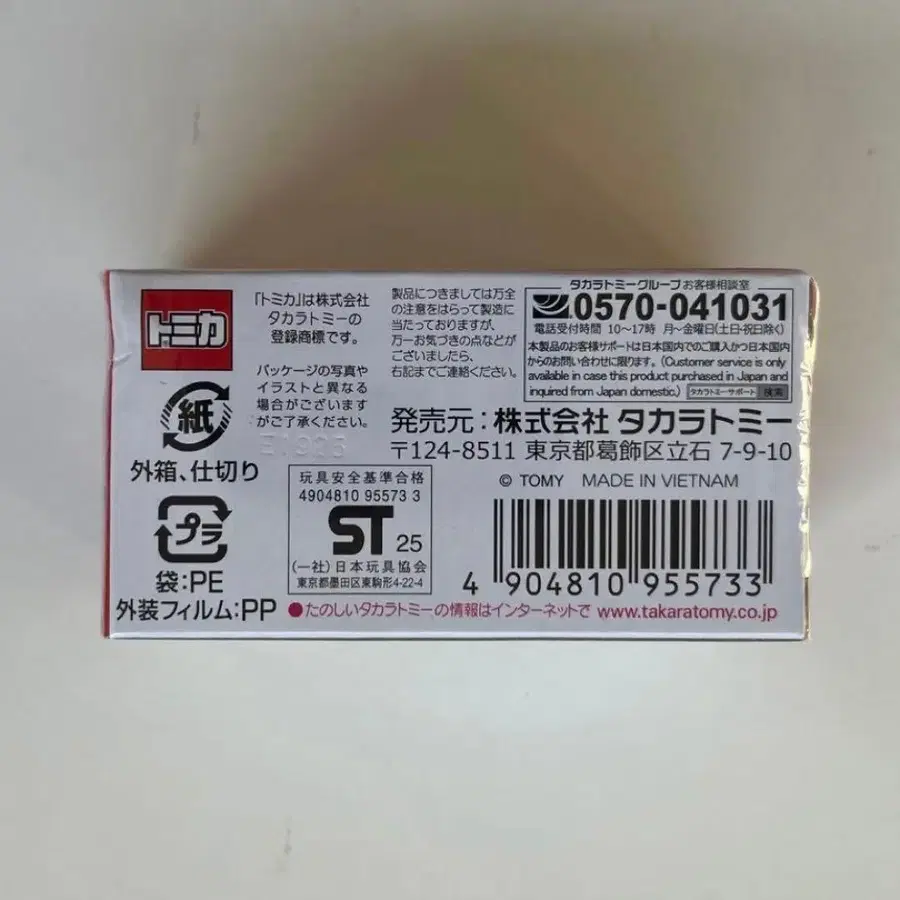 トミカ
「トミカ」は株式会社
タカラトミーの
登録商標です。
パッケージの写真や
イラストと異なる
場合がございます
がご了承ください。
製品につきましては万全
の注意をはらって製造に
当たっておりますが、
万一お気づきの点などが
ございましたら、
右記までご連絡ください。
タカラトミーグループお客様相談室
0570-041031
電話受付時間 10〜17時 月〜金曜日(土日・祝日除く)
本製品のお客様サポートは日本国内でのご購入かつ日本国内
からのお問い合わせに限ります。(Customer service is only
available in case this product purchased in Japan and
inquired from Japan domestic.) タカラトミーサポート 検索
発売元:株式会社 タカラトミー
〒124-8511 東京都葛飾区立石 7-9-10
© TOMY MADE IN VIETNAM
紙
外箱、仕切り
プラ
袋:PE
外装フィルム:PP
玩具安全基準合格
4904810 95573 3
ST 25
(一社)日本玩具協会
東京都墨田区東駒形4-22-4
4 904810 955733
●たのしいタカラトミーの情報はインターネットで www.takaratomy.co.jp